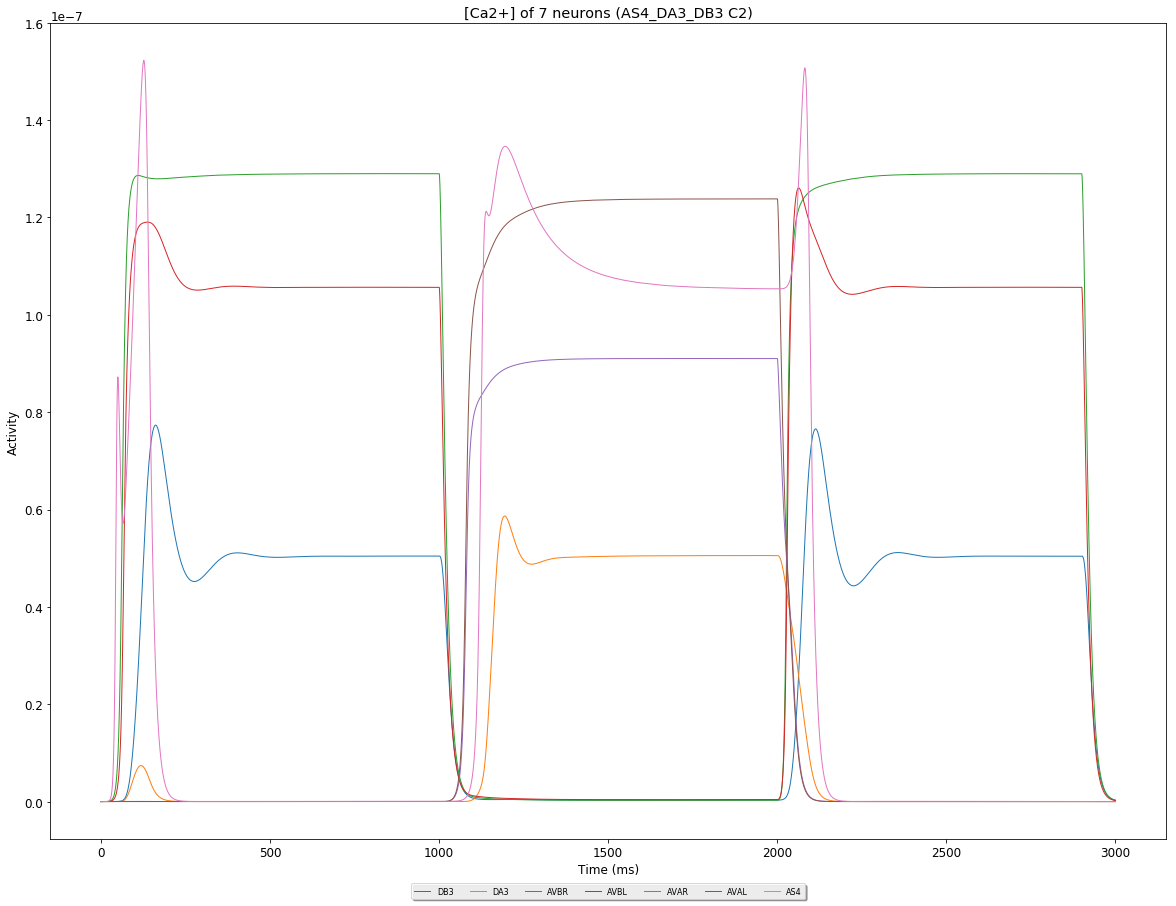 [Ca2+] of 7 neurons (AS4_DA3_DB3 C2)
1e−7
1.6
1.4
1.2
1.0
0.8
0.6
0.4
0.2
0.0
Activity
0 500 1000 1500 2000 2500 3000
Time (ms)
DB3 DA3 AVBR AVBL AVAR AVAL AS4